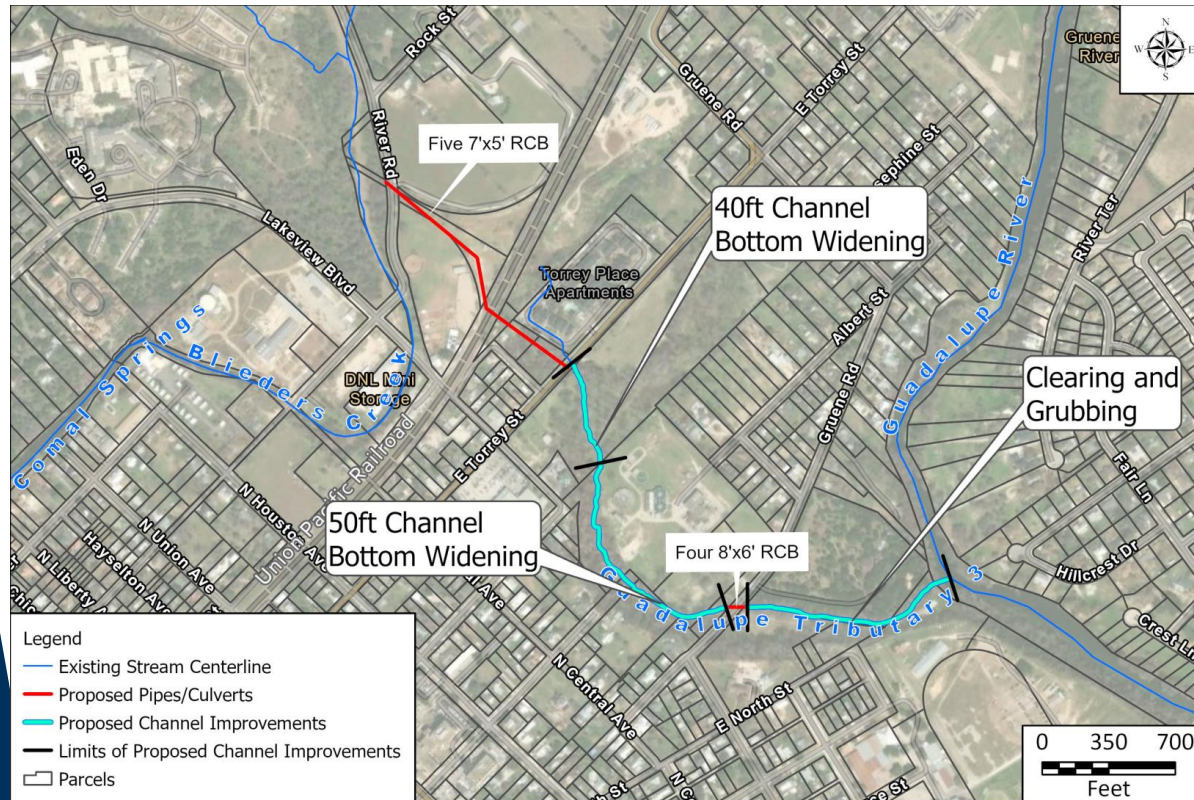 Rock St
Gruene
River
N
W
E
S
Gruene Rd
E Torrey St
River Rd
Five 7'x5' RCB
Eden Dr
Josephine St
40ft Channel
Bottom Widening
River Ter
Lakeview Blvd
Torrey Place
Apartments
Guadalupe River
Albert St
Comal Springs
Blieders Creek
DNL Mini
Storage
Clearing and
Grubbing
Gruene Rd
E Torrey St
Union Pacific Railroad
Fair Ln
N Houston Ave
50ft Channel
Bottom Widening
Four 8'x6' RCB
N Union Ave
Hayselton Ave
N Liberty Ave
Hillcrest Dr
Guadalupe Tributary 3
Crest Ln
N Central Ave
E North St
Legend
Existing Stream Centerline
Proposed Pipes/Culverts
Proposed Channel Improvements
Limits of Proposed Channel Improvements
Parcels
0 350 700
Feet